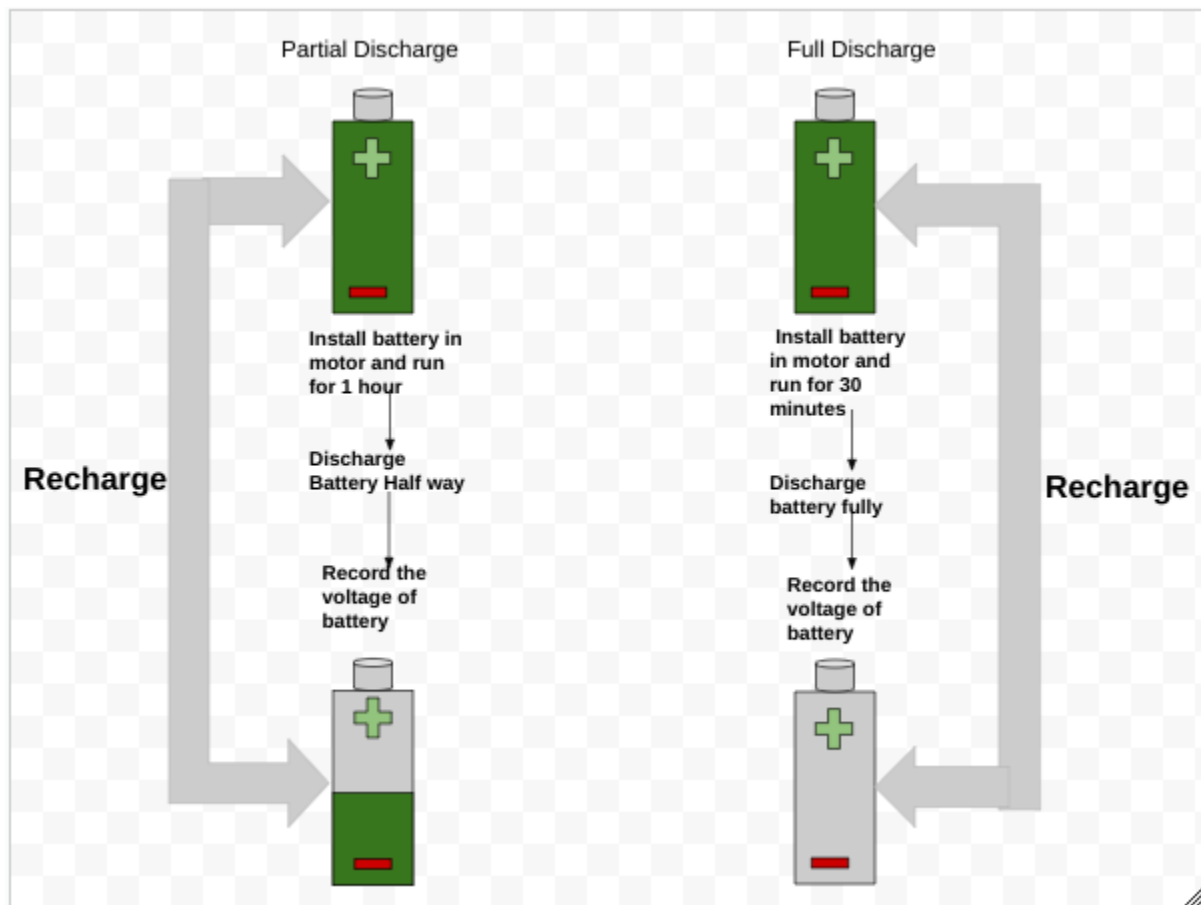 Partial Discharge
Full Discharge
Install battery in
motor and run
for 1 hour
Discharge
Battery Half way
Record the
voltage of
battery
Recharge
Install battery
in motor and
run for 30
minutes
Discharge
battery fully
Record the
voltage of
battery
Recharge